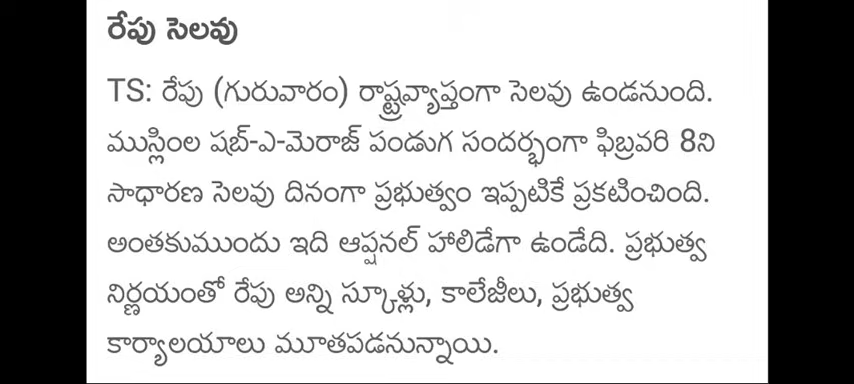 రేపు సెలవు
TS: రేపు (గురువారం) రాష్ట్రవ్యాప్తంగా సెలవు ఉండనుంది.
ముస్లింల షబ్-ఎ-మెరాజ్ పండుగ సందర్భంగా ఫిబ్రవరి 8ని
సాధారణ సెలవు దినంగా ప్రభుత్వం ఇప్పటికే ప్రకటించింది.
అంతకుముందు ఇది ఆప్షనల్ హాలిడేగా ఉండేది. ప్రభుత్వ
నిర్ణయంతో రేపు అన్ని స్కూళ్లు, కాలేజీలు, ప్రభుత్వ
కార్యాలయాలు మూతపడనున్నాయి.